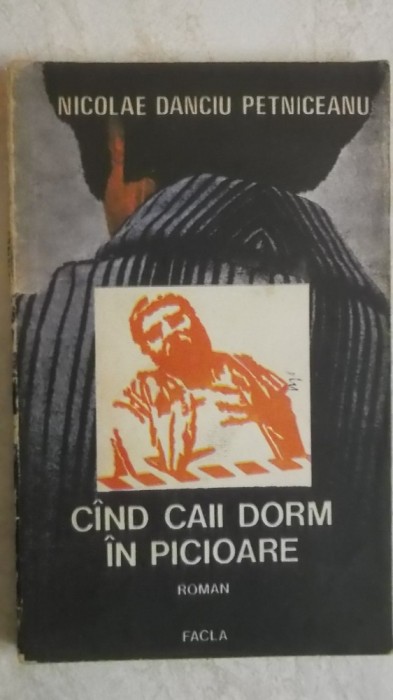 NICOLAE DANCIU PETNICEANU
CÎND CAII DORM
ÎN PICIOARE
ROMAN
FACLA